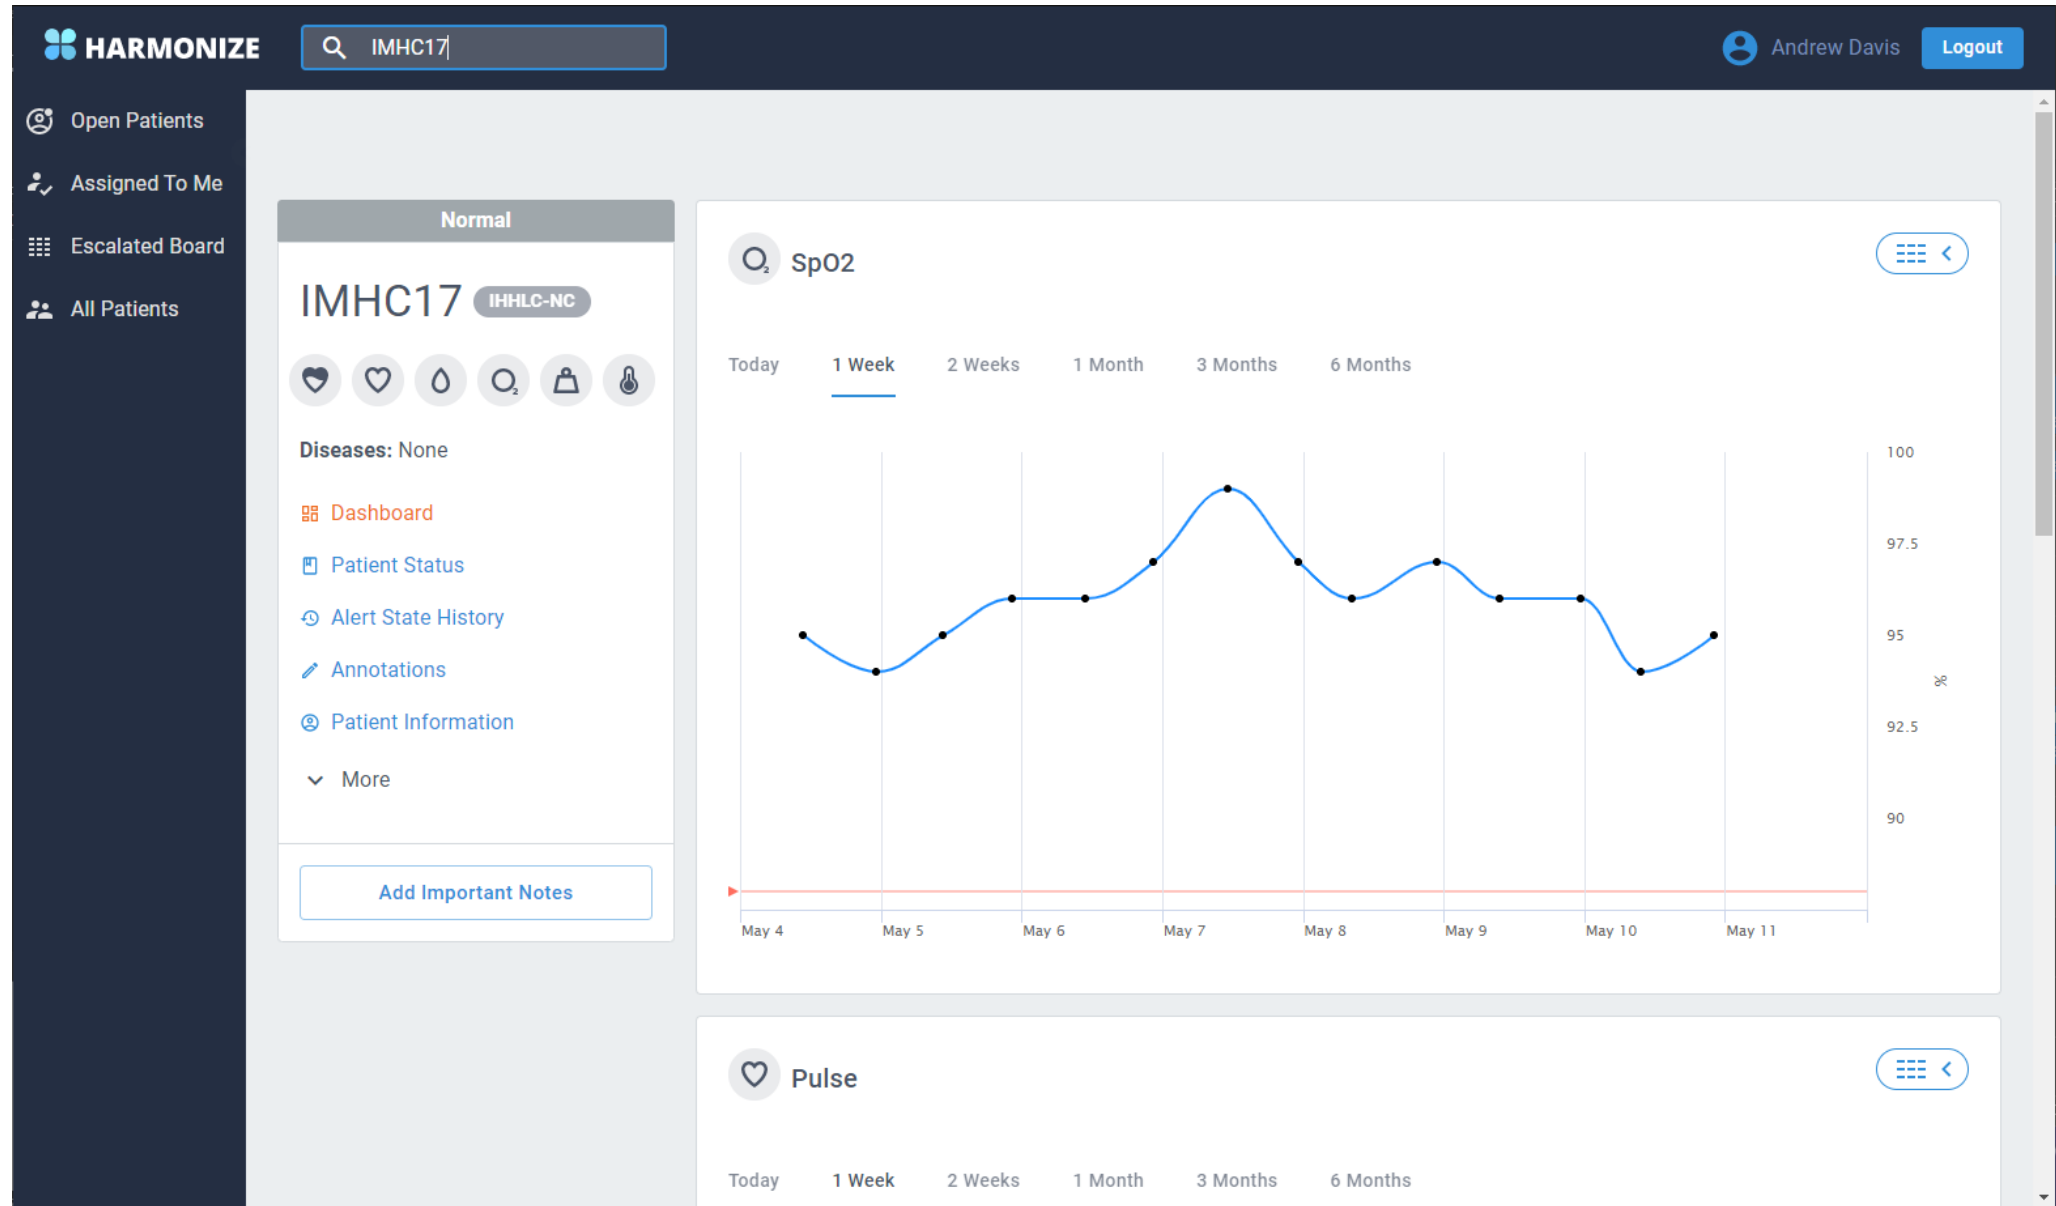 HARMONIZE
IMHC17
Andrew Davis
Logout
Open Patients
Assigned To Me
Escalated Board
All Patients
Normal
IMHC17 IHHLC-NC
O2
Diseases: None
Dashboard
Patient Status
Alert State History
Annotations
Patient Information
More
Add Important Notes
O2 SpO2
Today 1 Week 2 Weeks 1 Month 3 Months 6 Months
100
97.5
95
92.5
90
%
May 4 May 5 May 6 May 7 May 8 May 9 May 10 May 11
Pulse
Today 1 Week 2 Weeks 1 Month 3 Months 6 Months